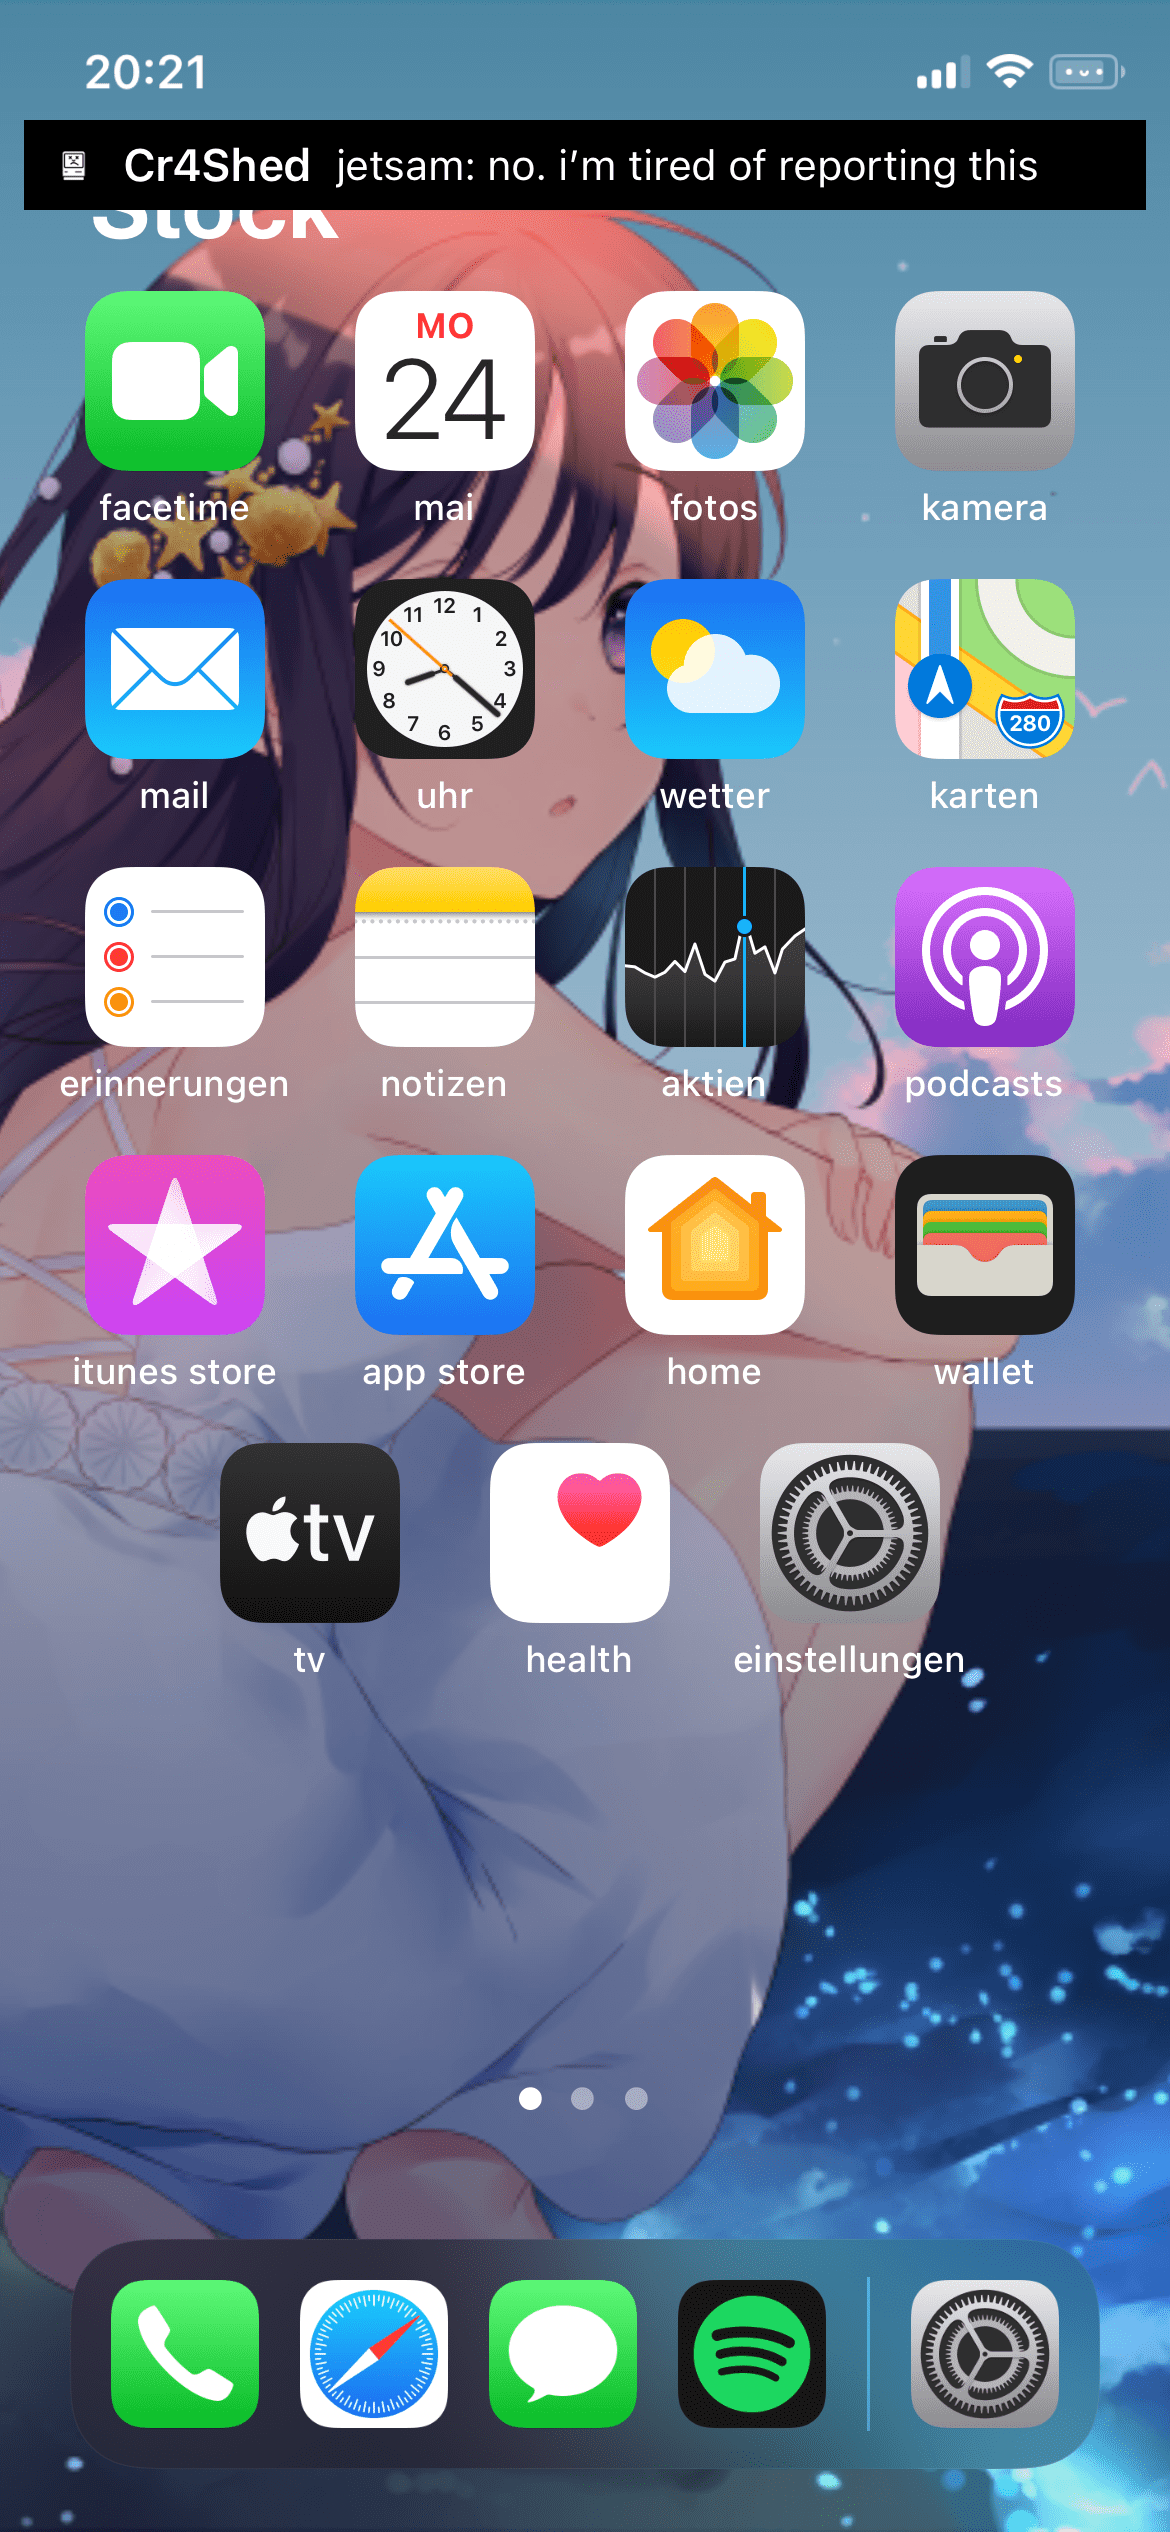 20:21
Cr4Shed jetsam: no. i’m tired of reporting this
Stock
MO
24
facetime mai fotos kamera
12
11 1
10 2
9 3
8 4
7 5
6
280
mail uhr wetter karten
erinnerungen notizen aktien podcasts
itunes store app store home wallet
tv
tv health einstellungen